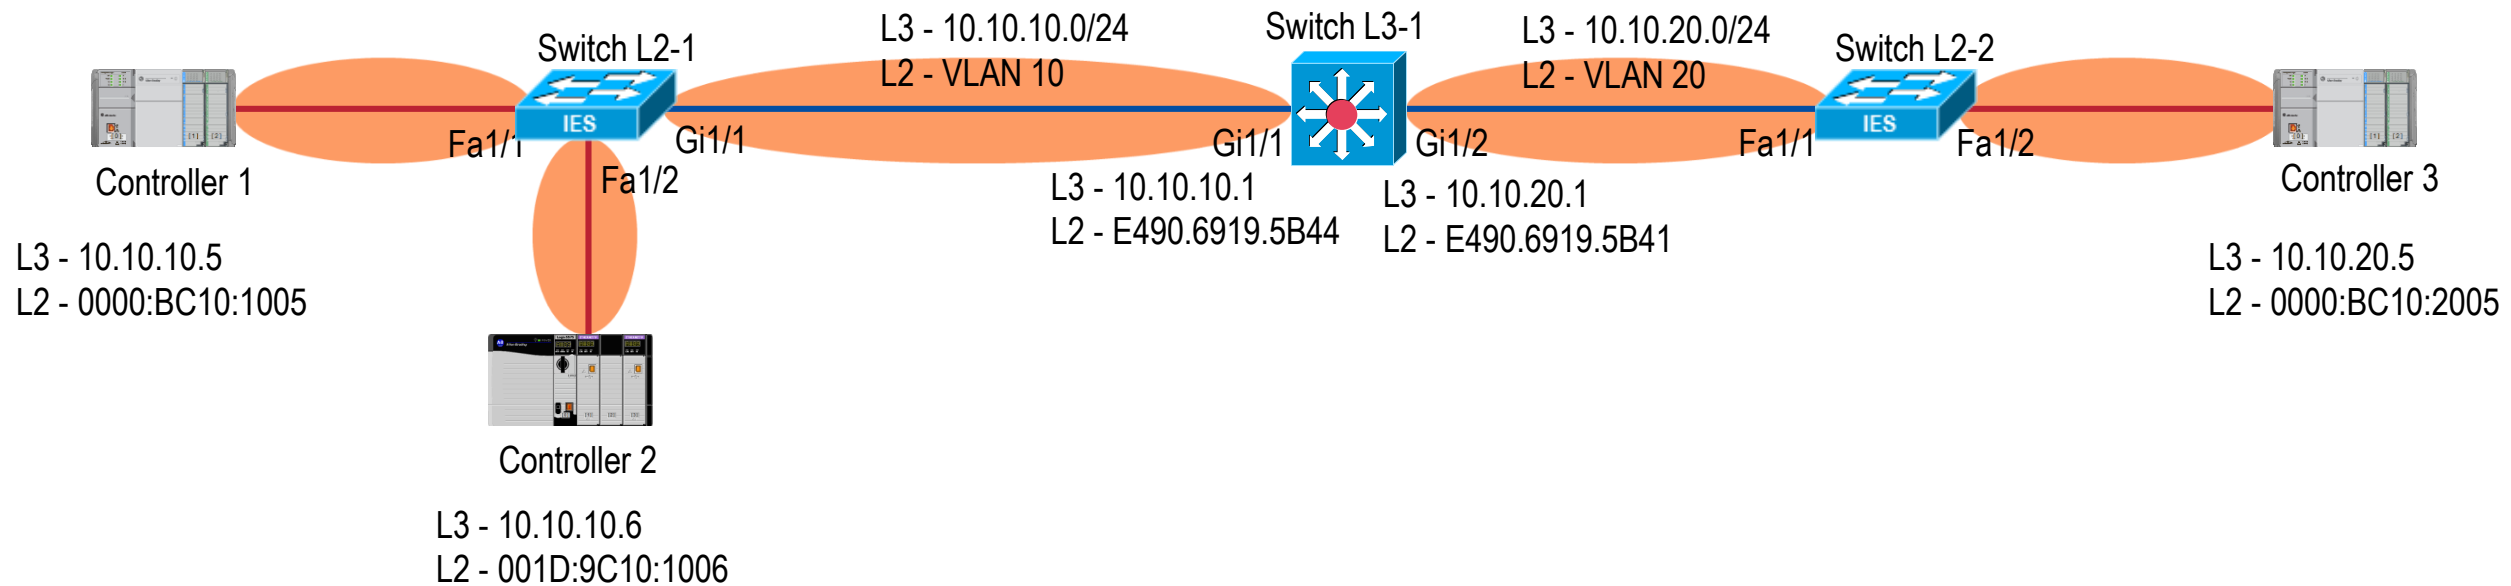 L3 - 10.10.10.0/24
L2 - VLAN 10
Switch L3-1
L3 - 10.10.20.0/24
L2 - VLAN 20
Switch L2-1
Switch L2-2
IES
IES
Fa1/1
Gi1/1
Fa1/2
Gi1/1
Gi1/2
Fa1/1
Fa1/2
Controller 1
L3 - 10.10.10.5
L2 - 0000:BC10:1005
L3 - 10.10.10.1
L2 - E490.6919.5B44
L3 - 10.10.20.1
L2 - E490.6919.5B41
Controller 3
L3 - 10.10.20.5
L2 - 0000:BC10:2005
Controller 2
L3 - 10.10.10.6
L2 - 001D:9C10:1006